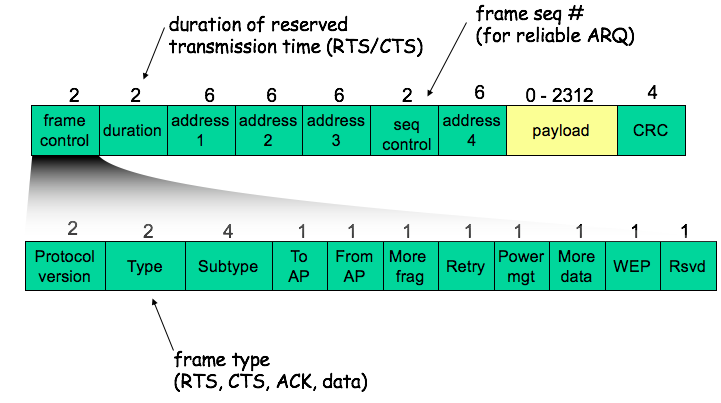 duration of reserved
transmission time (RTS/CTS)
frame seq #
(for reliable ARQ)
2 2 6 6 6 2 6 0 - 2312 4
frame control duration address 1 address 2 address 3 seq control address 4 payload CRC
2 2 4 1 1 1 1 1 1 1 1
Protocol version Type Subtype To AP From AP More frag Retry Power mgt More data WEP Rsvd
frame type
(RTS, CTS, ACK, data)